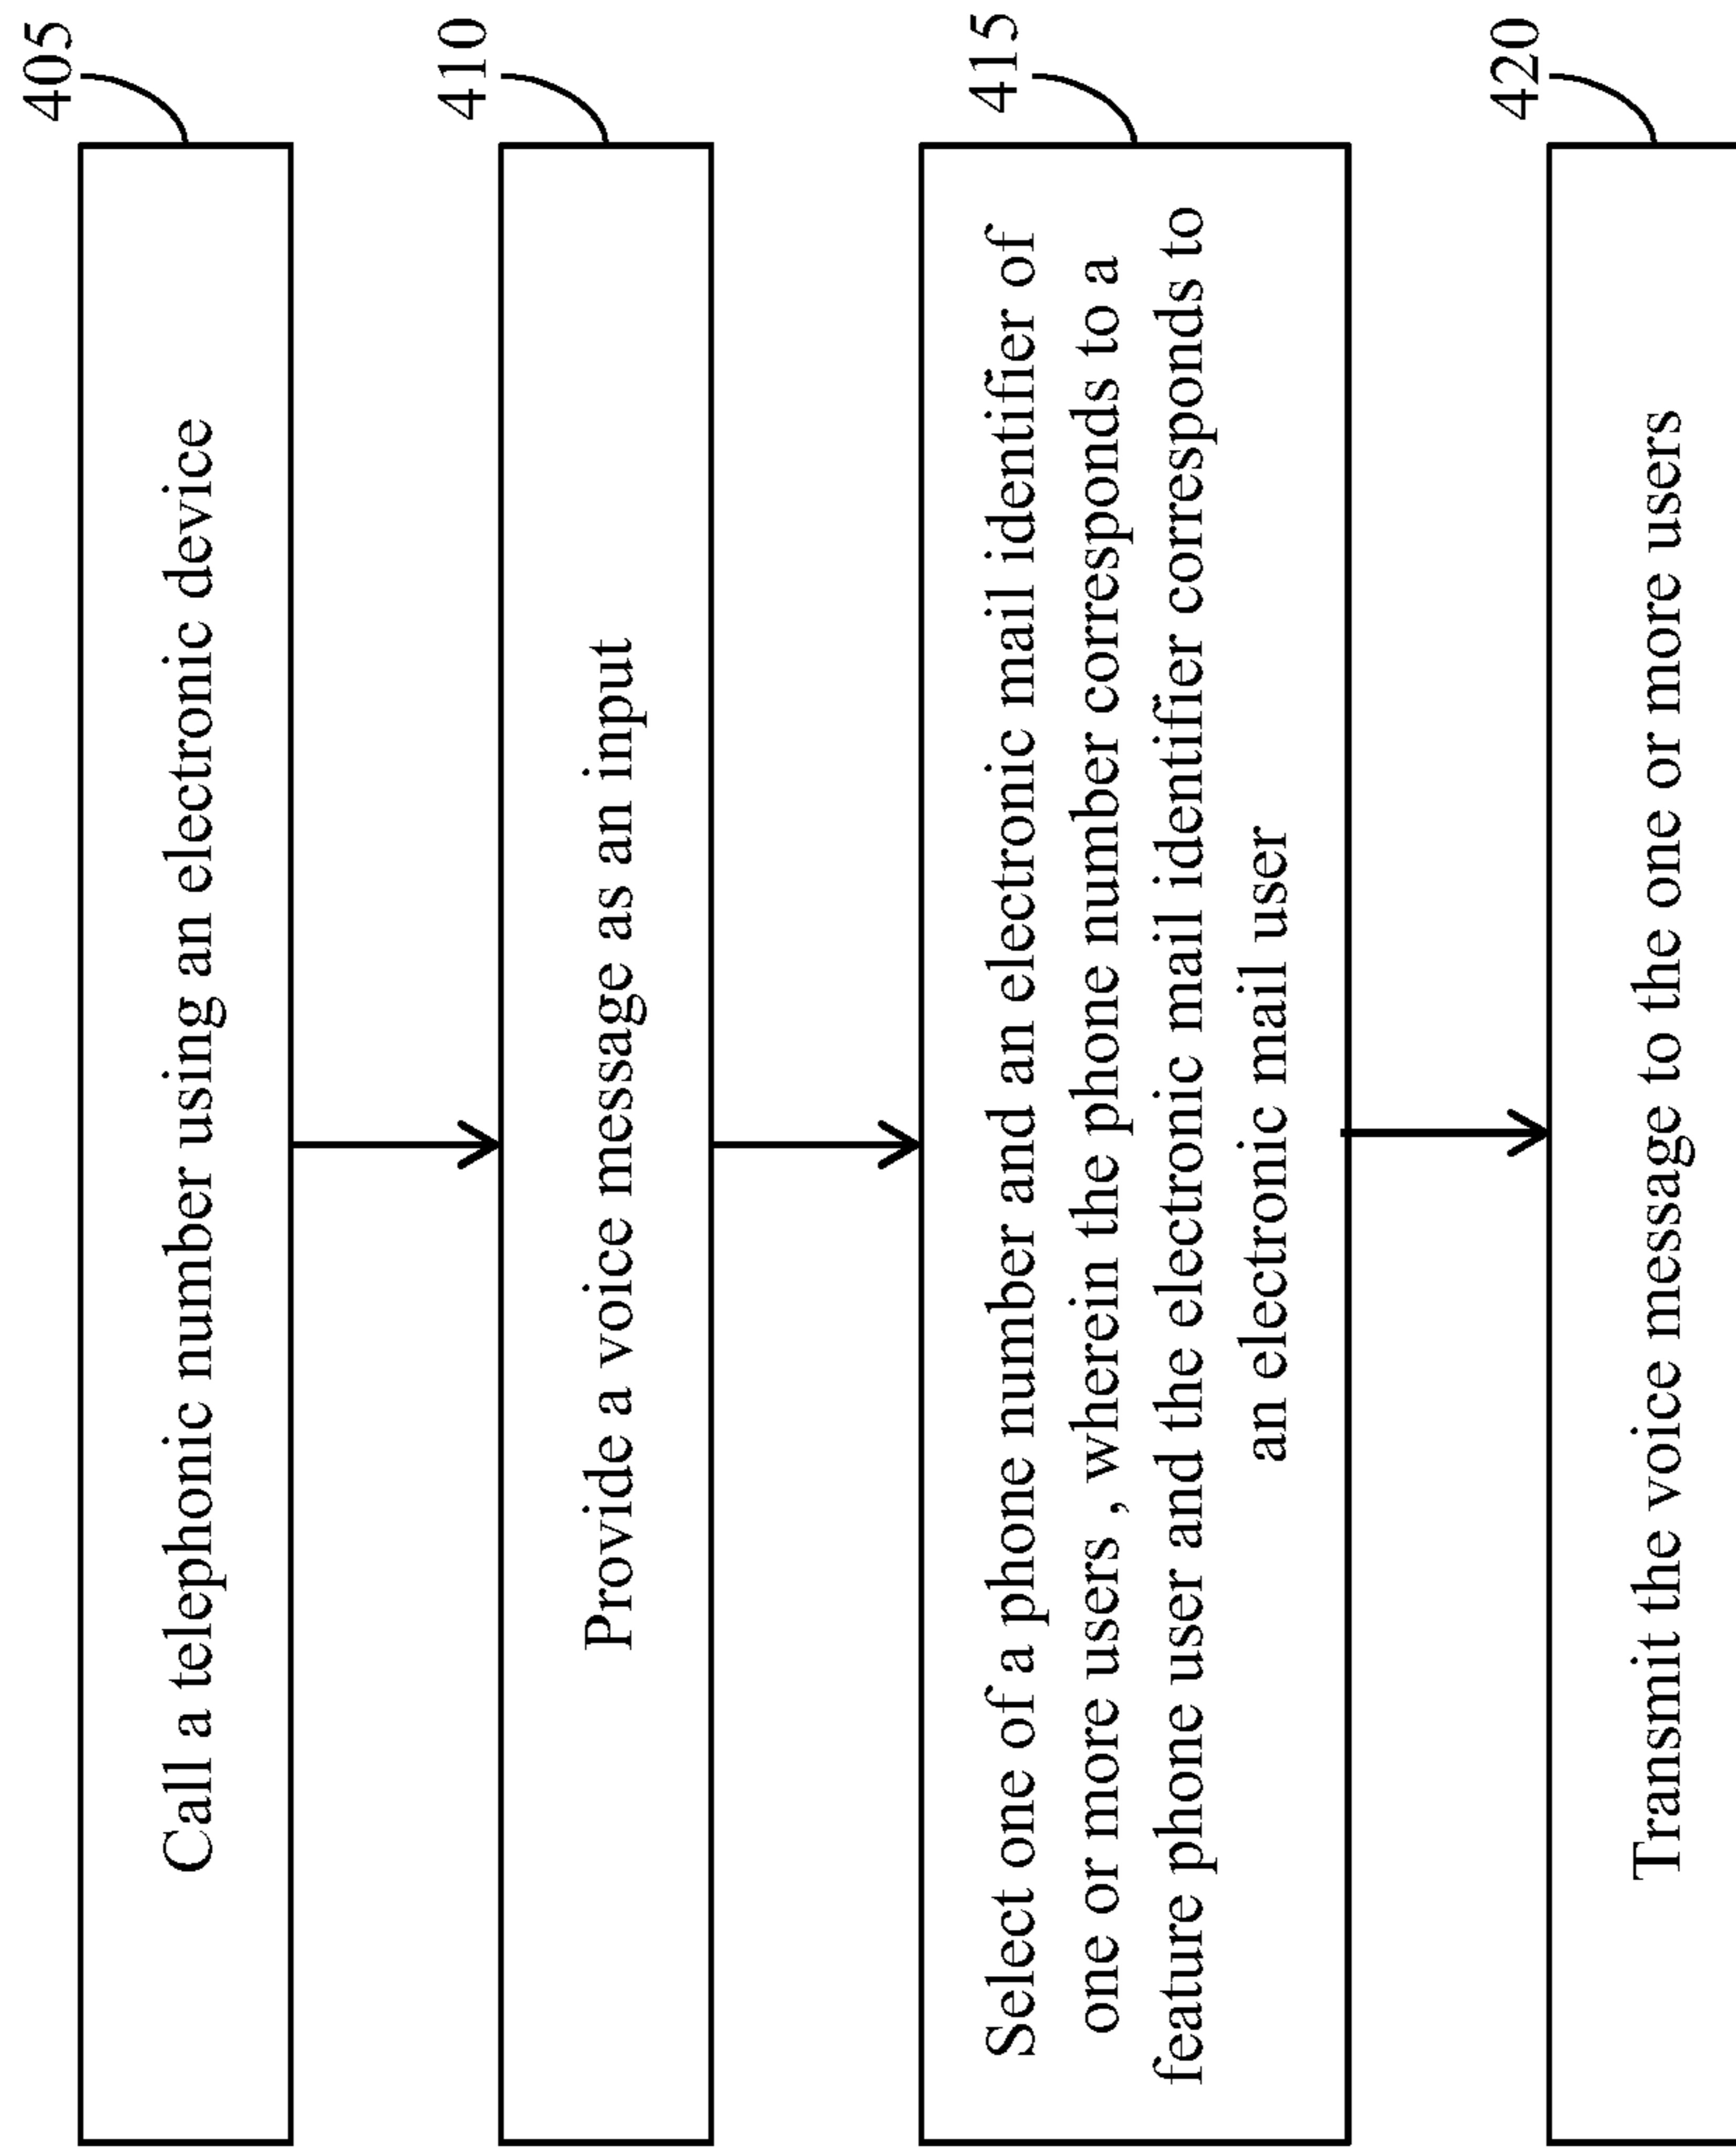 405
Call a telephonic number using an electronic device
410
Provide a voice message as an input
415
Select one of a phone number and an electronic mail identifier of
one or more users , wherein the phone number corresponds to a
feature phone user and the electronic mail identifier corresponds to
an electronic mail user
420
Transmit the voice message to the one or more users